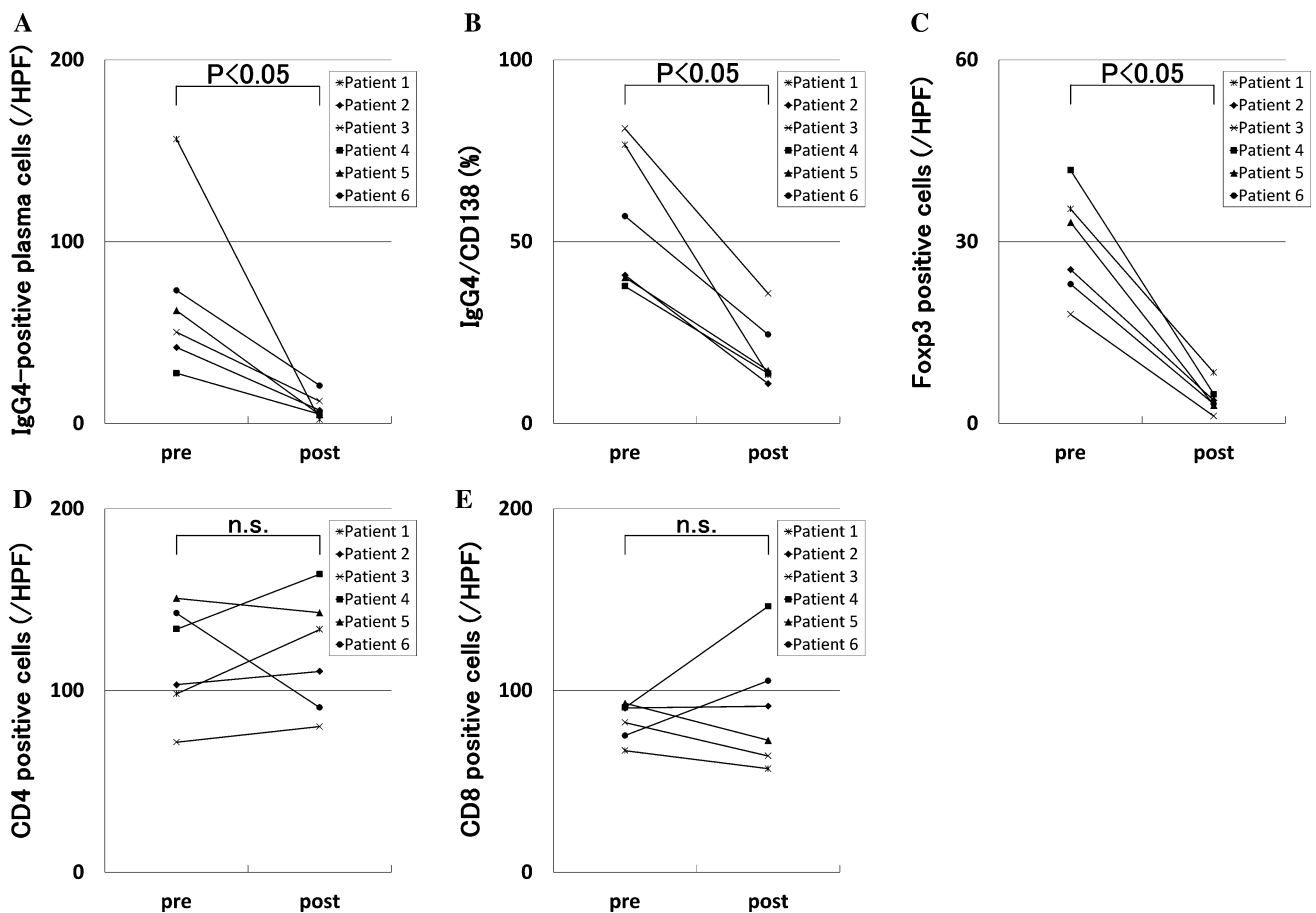 A
IgG4-positive plasma cells (/HPF)
200
100
0
P<0.05
Patient 1
Patient 2
Patient 3
Patient 4
Patient 5
Patient 6
pre post
B
IgG4/CD138 (%)
100
50
0
P<0.05
Patient 1
Patient 2
Patient 3
Patient 4
Patient 5
Patient 6
pre post
C
Foxp3 positive cells (/HPF)
60
30
0
P<0.05
Patient 1
Patient 2
Patient 3
Patient 4
Patient 5
Patient 6
pre post
D
CD4 positive cells (/HPF)
200
100
0
n.s.
Patient 1
Patient 2
Patient 3
Patient 4
Patient 5
Patient 6
pre post
E
CD8 positive cells (/HPF)
200
100
0
n.s.
Patient 1
Patient 2
Patient 3
Patient 4
Patient 5
Patient 6
pre post